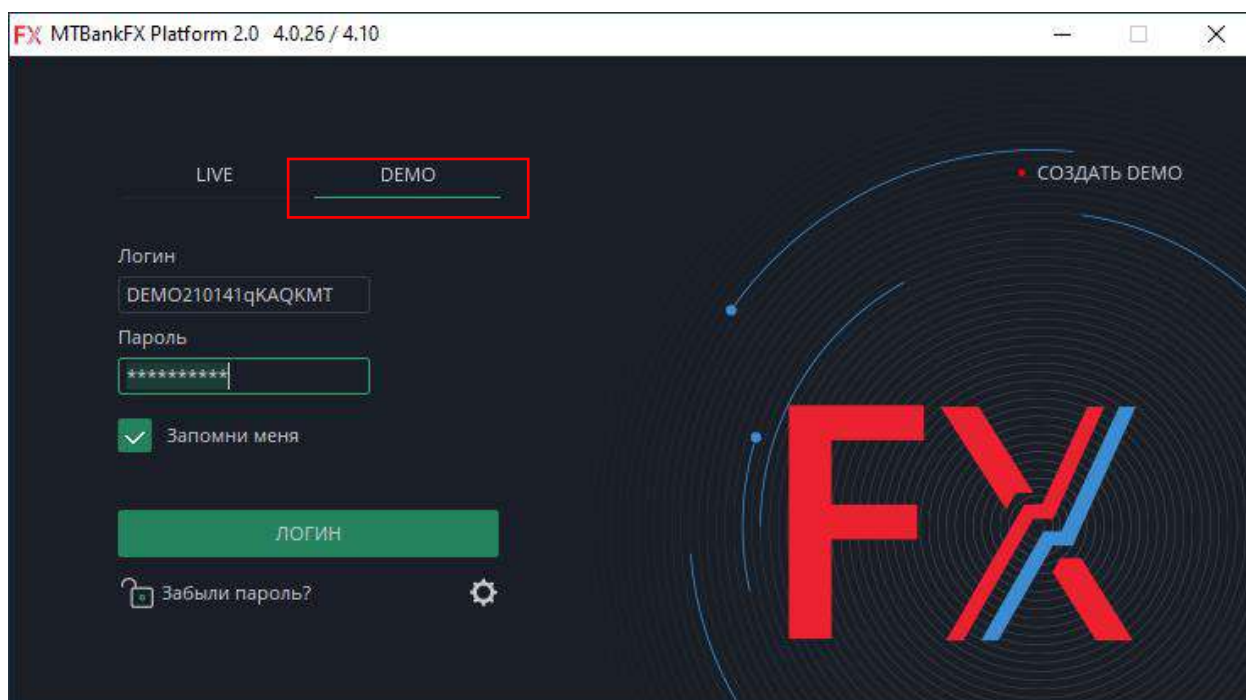 FX MTBankFX Platform 2.0 4.0.26 / 4.10
LIVE DEMO
СОЗДАТЬ DEMO
Логин
DEMO210141qKAQKMT
Пароль
**********
Запомни меня
ЛОГИН
Забыли пароль?
FX